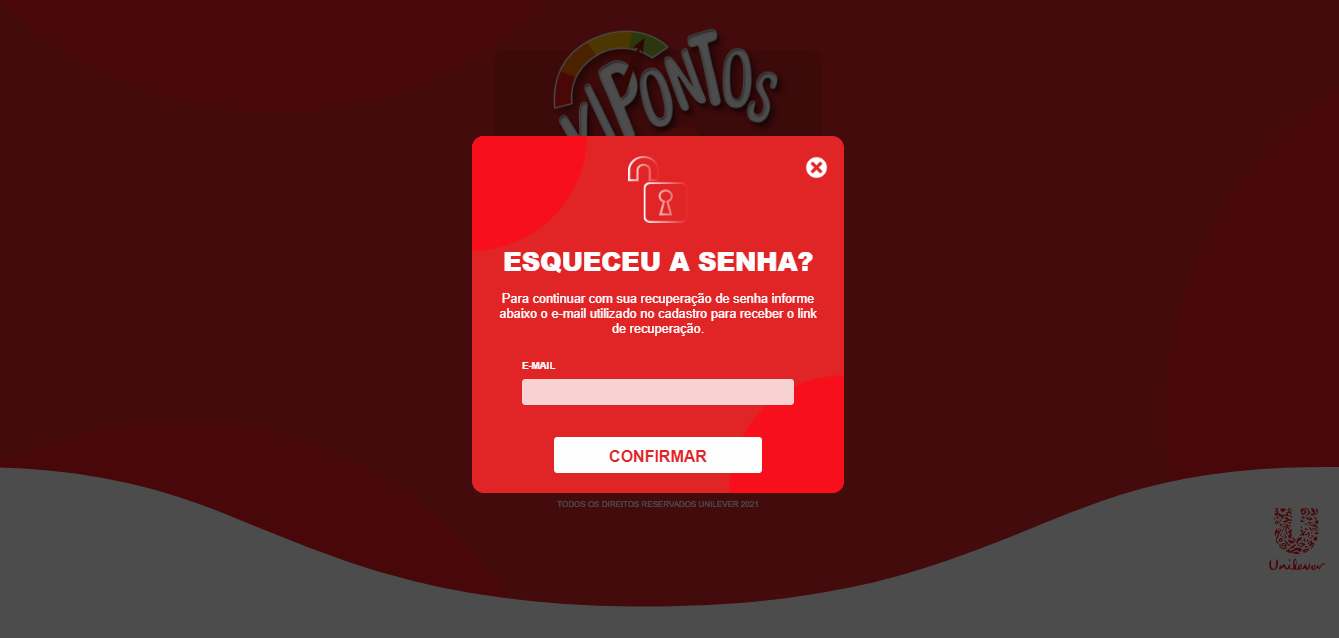 KIPONTOS
ESQUECEU A SENHA?
Para continuar com sua recuperação de senha informe
abaixo o e-mail utilizado no cadastro para receber o link
de recuperação.
E-MAIL
CONFIRMAR
TODOS OS DIREITOS RESERVADOS UNILEVER 2021
Unilever